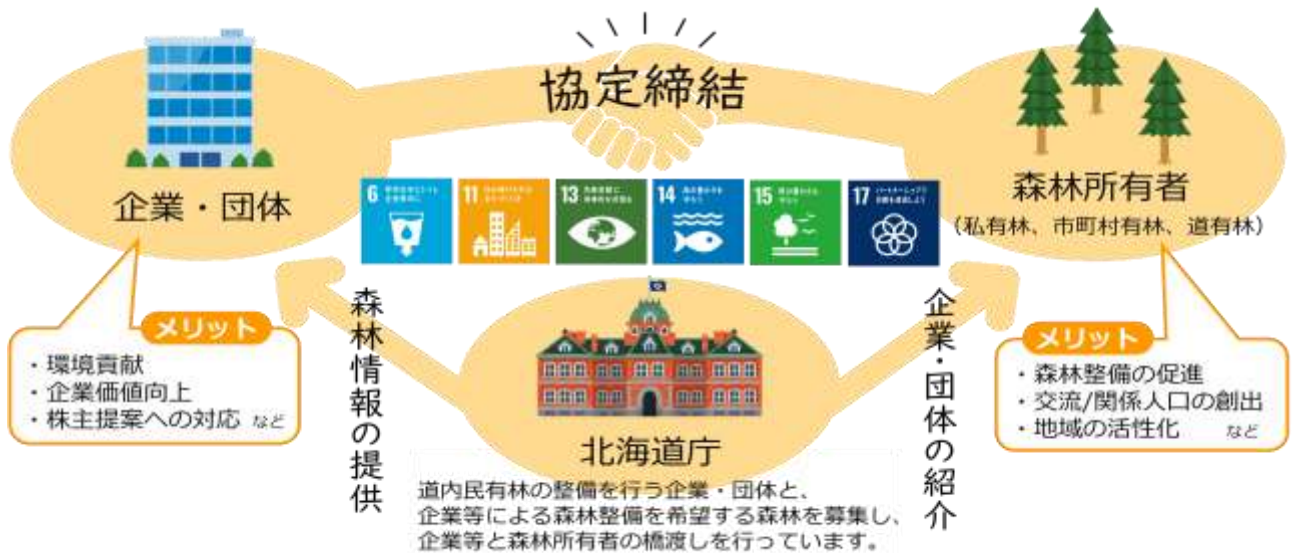 協定締結
企業・団体
森林所有者
(私有林、市町村有林、道有林)
6
11
13
14
15
17
メリット
・環境貢献
・企業価値向上
・株主提案への対応 など
森林情報の提供
企業・団体の紹介
メリット
・森林整備の促進
・交流/関係人口の創出
・地域の活性化 など
北海道庁
道内民有林の整備を行う企業・団体と、
企業等による森林整備を希望する森林を募集し、
企業等と森林所有者の橋渡しを行っています。